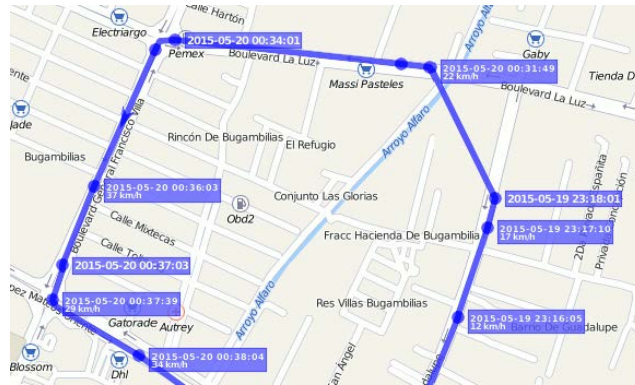 Calle Hartón
Electriargo
2015-05-20 00:34:01
Pemex
Boulevard La Luz
Gaby
2015-05-20 00:31:49
22 km/h
Massi Pasteles
Tienda D
Boulevard La Luz
Jade
Boulevard General Francisco Villa
Rincón De Bugambilias
El Refugio
Arroyo Alfaro
Arroyo Alfaro
Bugambilias
2015-05-20 00:36:03
37 km/h
Conjunto Las Glorias
2015-05-19 23:18:01
Obd2
Calle Mixtecas
2015-05-19 23:17:10
17 km/h
Fracc Hacienda De Bugambilia
Calle Tol
2015-05-20 00:37:03
2015-05-20 00:37:39
29 km/h
Res Villas Bugambilias
2015-05-19 23:16:05
12 km/h
Barrio De Guadalupe
Gatorade
Autrey
Arroyo Alfaro
Blossom
2015-05-20 00:38:04
34 km/h
Dhl